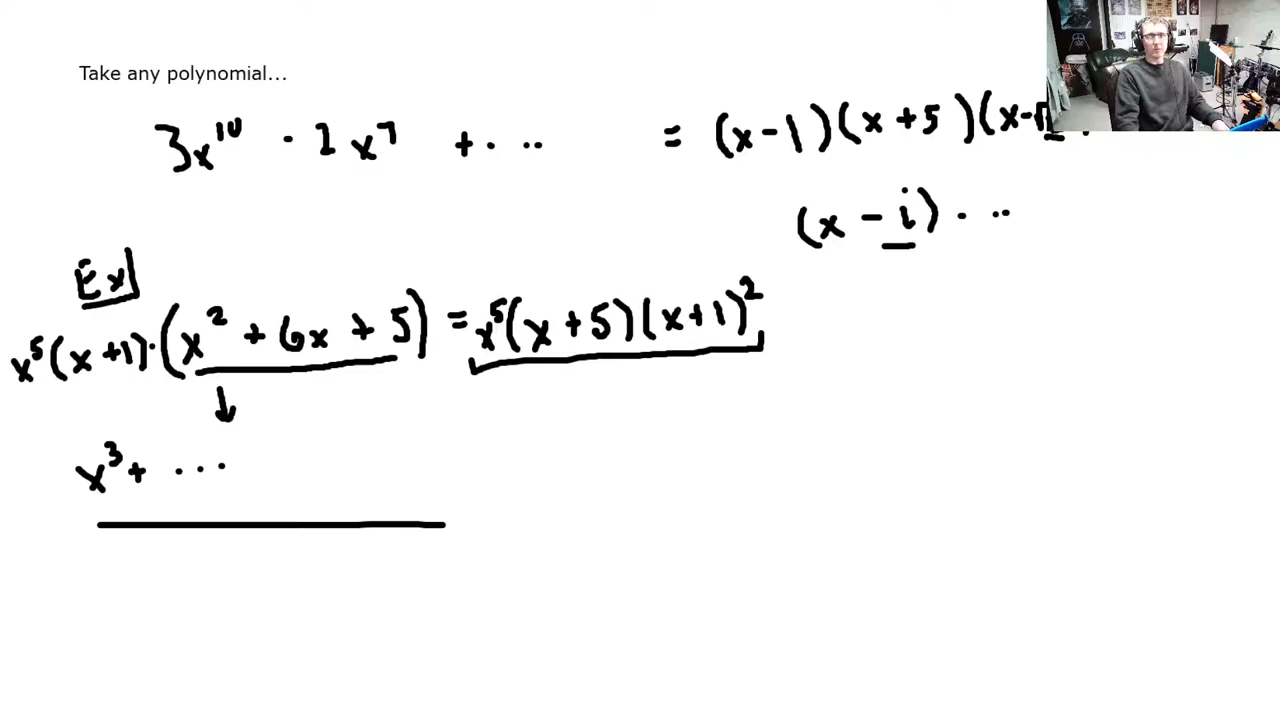 Take any polynomial...
3x^10 - 2x^7 + ... = (x-1)(x+5)(x-
(x - i) ...
Ex
x^5(x+1)·(x^2 + 6x + 5) = x^5(x+5)(x+1)^2
↓
x^3 + ...